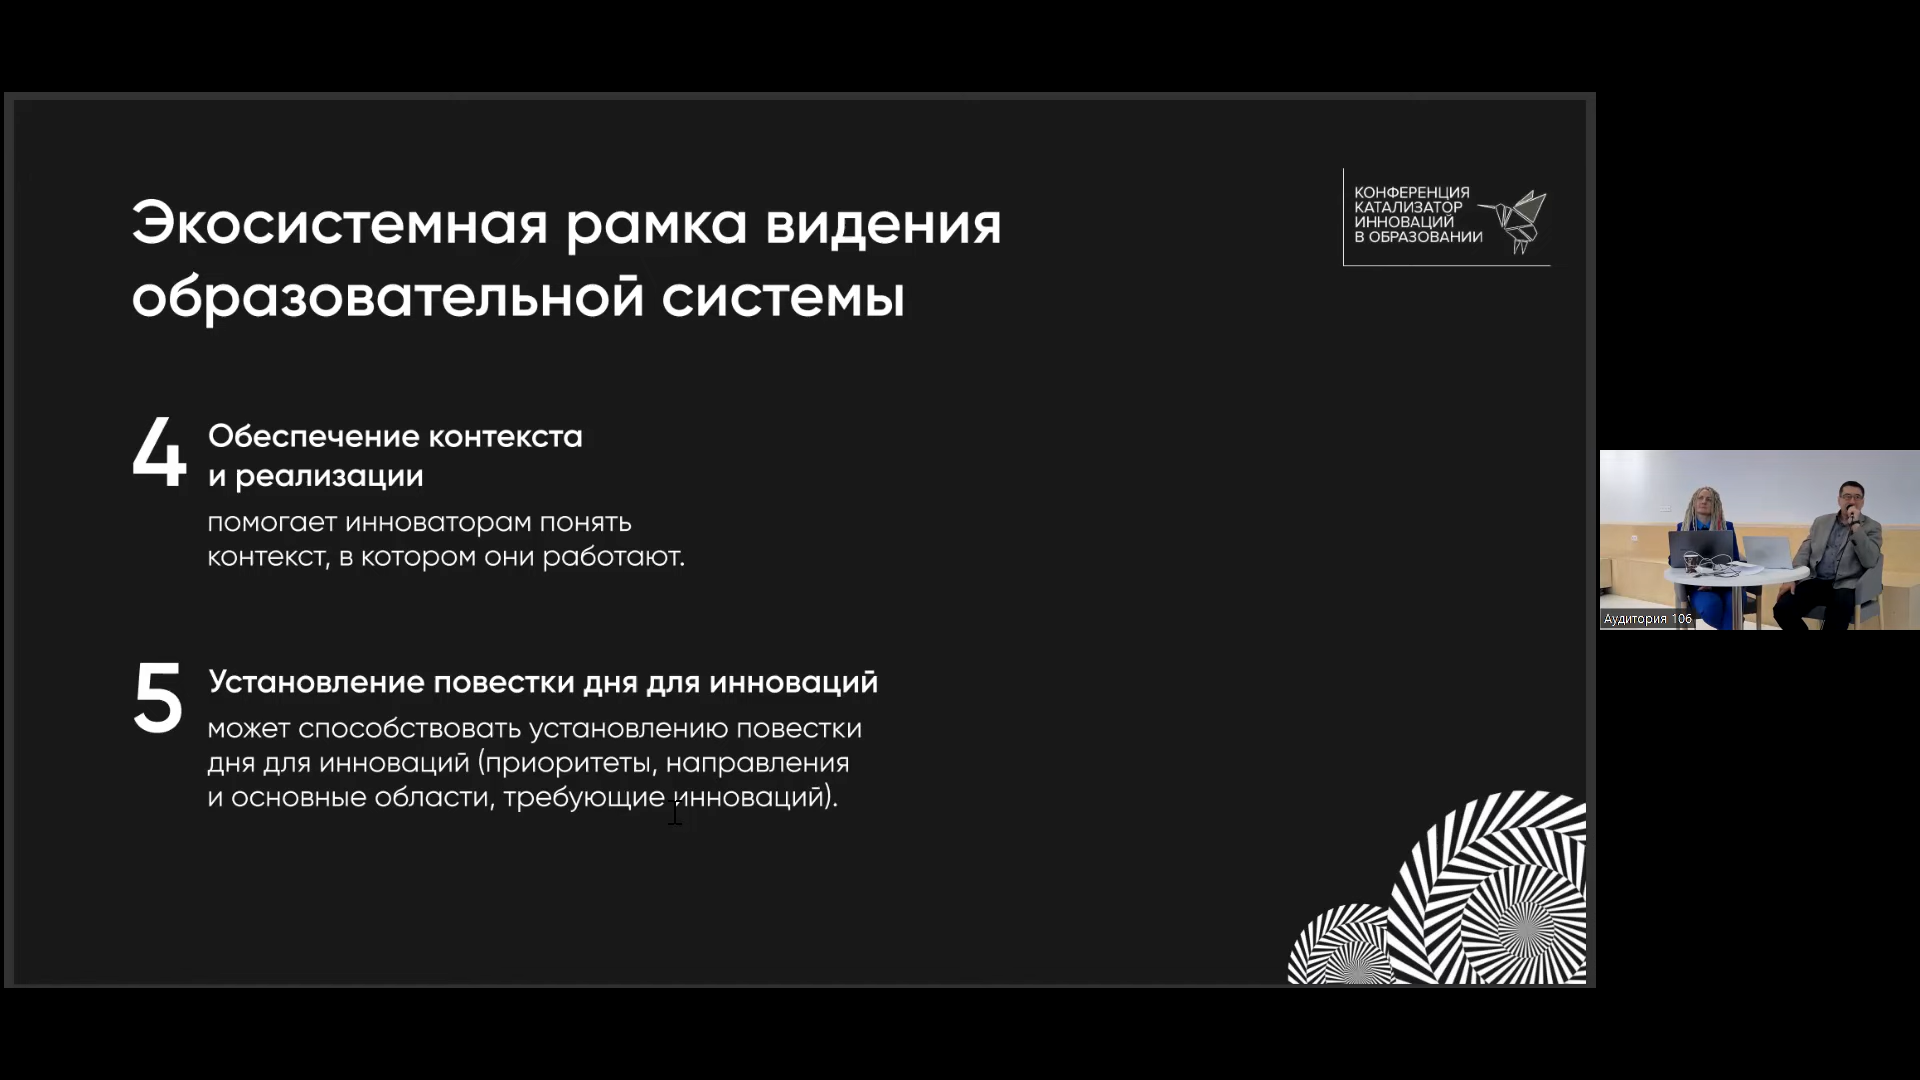 Экосистемная рамка видения
образовательной системы
КОНФЕРЕНЦИЯ
КАТАЛИЗАТОР
ИННОВАЦИЙ
В ОБРАЗОВАНИИ
4
Обеспечение контекста
и реализации
помогает инноваторам понять
контекст, в котором они работают.
5
Установление повестки дня для инноваций
может способствовать установлению повестки
дня для инноваций (приоритеты, направления
и основные области, требующие инноваций).
Аудитория 106